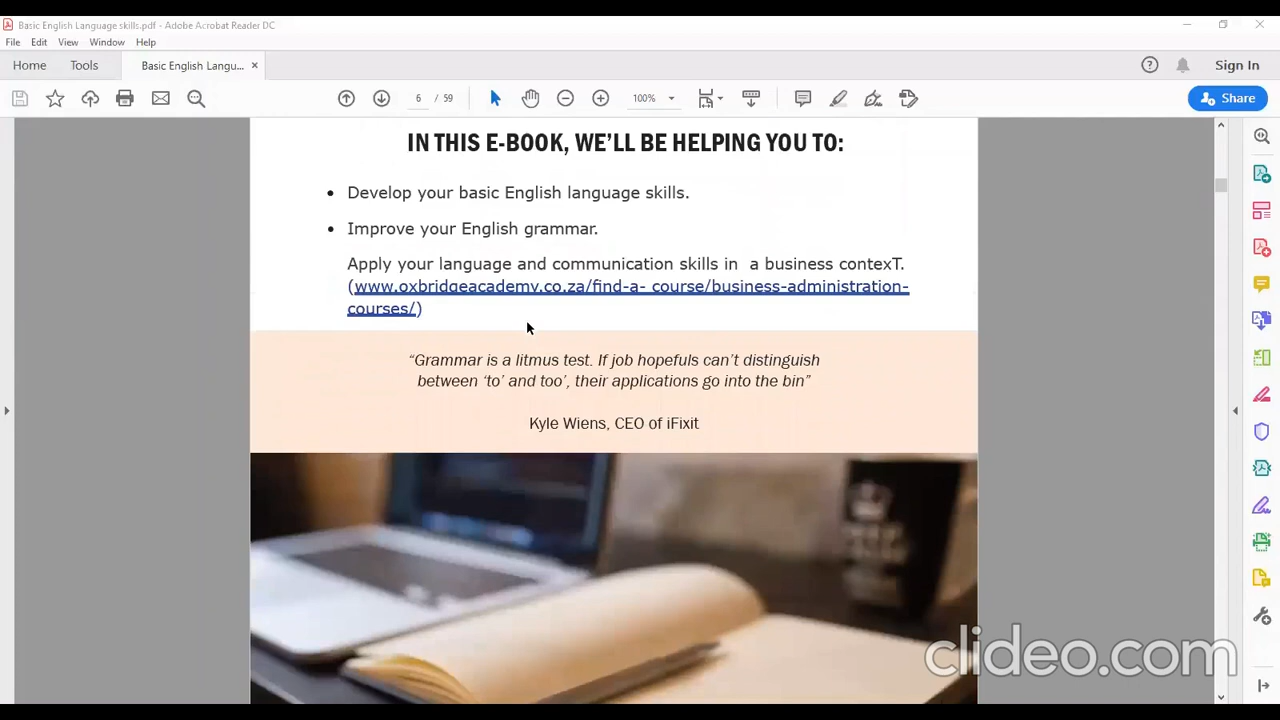 Basic English Language skills.pdf - Adobe Acrobat Reader DC
File Edit View Window Help
Home Tools Basic English Langu... × Sign In
6 / 59 100% Share
IN THIS E-BOOK, WE'LL BE HELPING YOU TO:
• Develop your basic English language skills.
• Improve your English grammar.
Apply your language and communication skills in a business contexT.
(www.oxbridgeacademy.co.za/find-a- course/business-administration-
courses/)
“Grammar is a litmus test. If job hopefuls can’t distinguish
between ‘to’ and too’, their applications go into the bin”
Kyle Wiens, CEO of iFixit
clideo.com